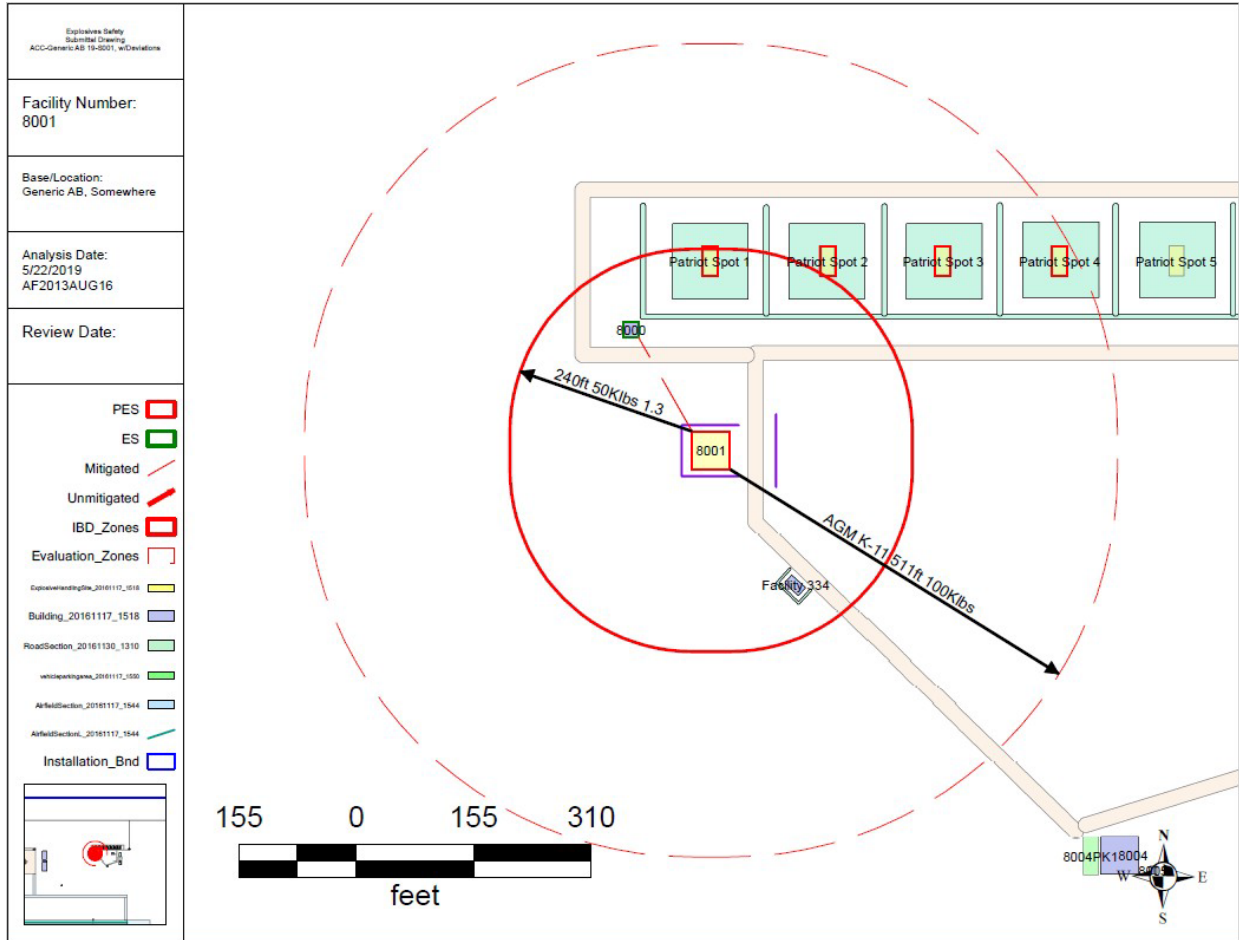 Explosives Safety
Submittal Drawing
ACC-Generic AB 19-S001, w/Deviations
Facility Number:
8001
Base/Location:
Generic AB, Somewhere
Analysis Date:
5/22/2019
AF2013AUG16
Review Date:
PES
ES
Mitigated
Unmitigated
IBD_Zones
Evaluation_Zones
ExplosiveHandlingSite_20161117_1518
Building_20161117_1518
RoadSection_20161130_1310
vehicleparkingarea_20161117_1550
AirfieldSection_20161117_1544
AirfieldSectionL_20161117_1544
Installation_Bnd
Patriot Spot 1
Patriot Spot 2
Patriot Spot 3
Patriot Spot 4
Patriot Spot 5
8000
240ft 50Klbs 1.3
8001
AGM K-11 511ft 100Klbs
Facility 334
155 0 155 310
feet
8004PK1 8004
N
W E
S